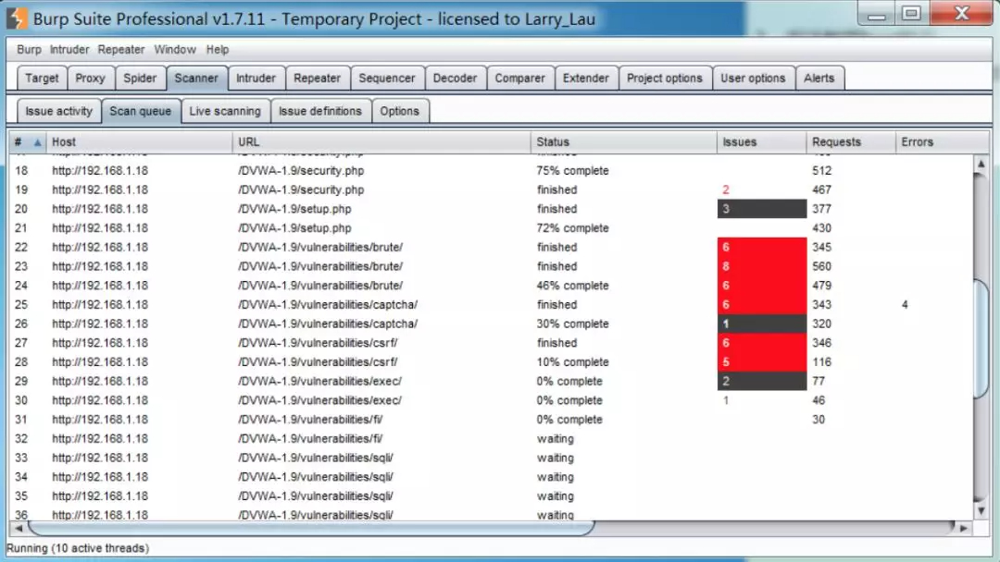 Burp Suite Professional v1.7.11 - Temporary Project - licensed to Larry_Lau
Burp Intruder Repeater Window Help
Target Proxy Spider Scanner Intruder Repeater Sequencer Decoder Comparer Extender Project options User options Alerts
Issue activity Scan queue Live scanning Issue definitions Options
# Host URL Status Issues Requests Errors
18 http://192.168.1.18 /DVWA-1.9/security.php 75% complete 512
19 http://192.168.1.18 /DVWA-1.9/security.php finished 2 467
20 http://192.168.1.18 /DVWA-1.9/setup.php finished 3 377
21 http://192.168.1.18 /DVWA-1.9/setup.php 72% complete 430
22 http://192.168.1.18 /DVWA-1.9/vulnerabilities/brute/ finished 6 345
23 http://192.168.1.18 /DVWA-1.9/vulnerabilities/brute/ finished 8 560
24 http://192.168.1.18 /DVWA-1.9/vulnerabilities/brute/ 46% complete 6 479
25 http://192.168.1.18 /DVWA-1.9/vulnerabilities/captcha/ finished 6 343 4
26 http://192.168.1.18 /DVWA-1.9/vulnerabilities/captcha/ 30% complete 1 320
27 http://192.168.1.18 /DVWA-1.9/vulnerabilities/csrf/ finished 6 346
28 http://192.168.1.18 /DVWA-1.9/vulnerabilities/csrf/ 10% complete 5 116
29 http://192.168.1.18 /DVWA-1.9/vulnerabilities/exec/ 0% complete 2 77
30 http://192.168.1.18 /DVWA-1.9/vulnerabilities/exec/ 0% complete 1 46
31 http://192.168.1.18 /DVWA-1.9/vulnerabilities/fi/ 0% complete 30
32 http://192.168.1.18 /DVWA-1.9/vulnerabilities/fi/ waiting
33 http://192.168.1.18 /DVWA-1.9/vulnerabilities/sqli/ waiting
34 http://192.168.1.18 /DVWA-1.9/vulnerabilities/sqli/ waiting
35 http://192.168.1.18 /DVWA-1.9/vulnerabilities/sqli/ waiting
36 http://192.168.1.18 /DVWA-1.9/vulnerabilities/sqli/ waiting
Running (10 active threads)